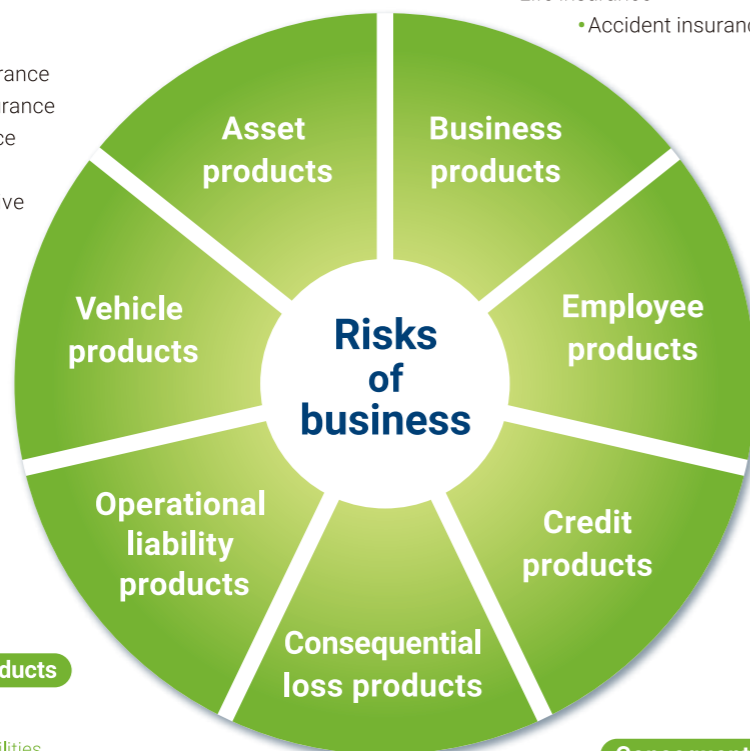 • Accident insurance
Asset
products
Business
products
Vehicle
products
Risks
of
business
Employee
products
Operational
liability
products
Credit
products
Consequential
loss products